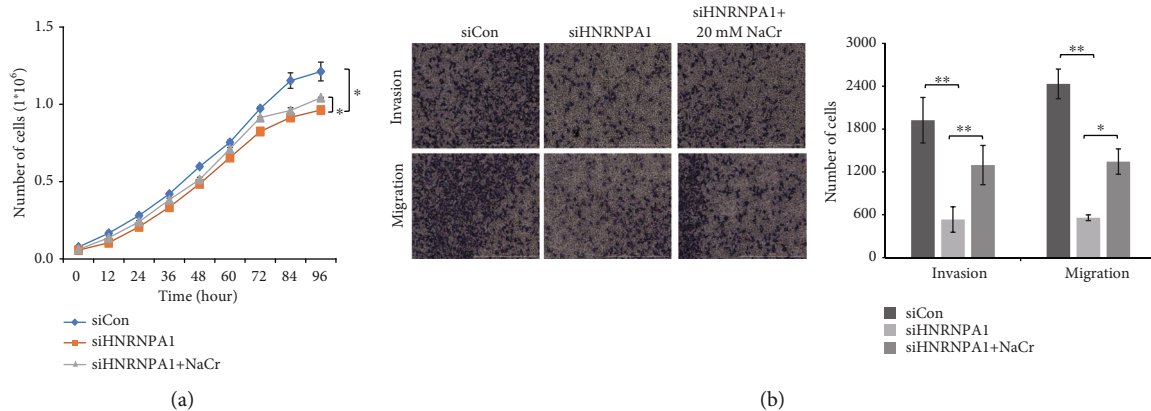 (a)
Number of cells (1*10⁶)
1.5
1.0
0.5
0.0
*
*
0 12 24 36 48 60 72 84 96
Time (hour)
siCon
siHNRNPA1
siHNRNPA1+NaCr
(a)
(b)
siCon
siHNRNPA1
siHNRNPA1+
20 mM NaCr
Invasion
Migration
Number of cells
3000
2400
1800
1200
600
0
**
**
**
*
Invasion
Migration
siCon
siHNRNPA1
siHNRNPA1+NaCr
(b)